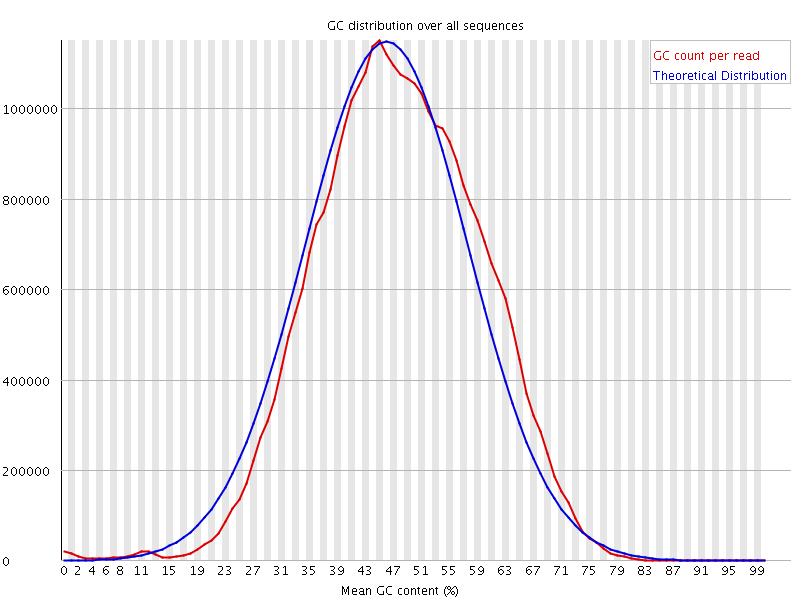 GC distribution over all sequences
GC count per read
Theoretical Distribution
1000000
800000
600000
400000
200000
0
0 2 4 6 8 11 15 19 23 27 31 35 39 43 47 51 55 59 63 67 71 75 79 83 87 91 95 99
Mean GC content (%)